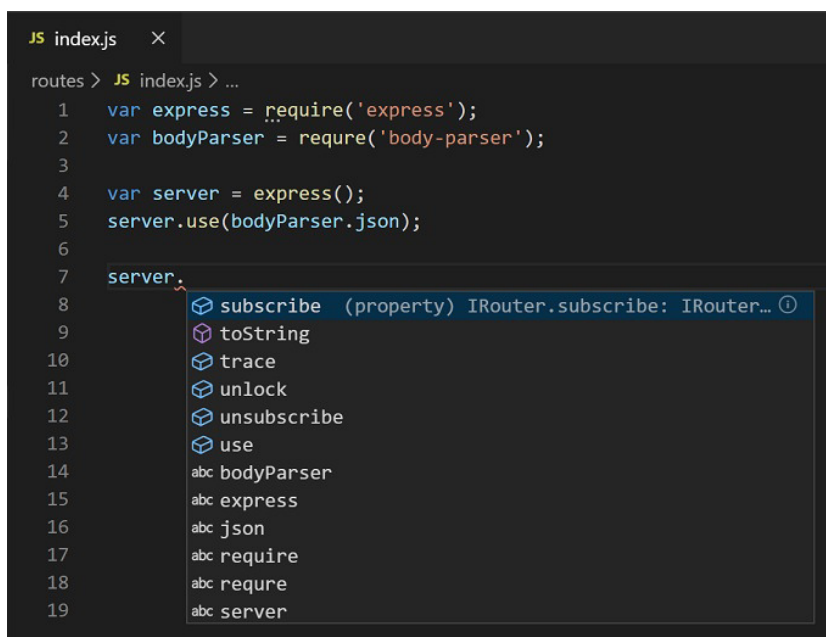 JS index.js ×
routes > JS index.js > ...
1 var express = require('express');
2 var bodyParser = requre('body-parser');
3
4 var server = express();
5 server.use(bodyParser.json);
6
7 server.
8 subscribe (property) IRouter.subscribe: IRouter…
9 toString
10 trace
11 unlock
12 unsubscribe
13 use
14 abc bodyParser
15 abc express
16 abc json
17 abc require
18 abc requre
19 abc server